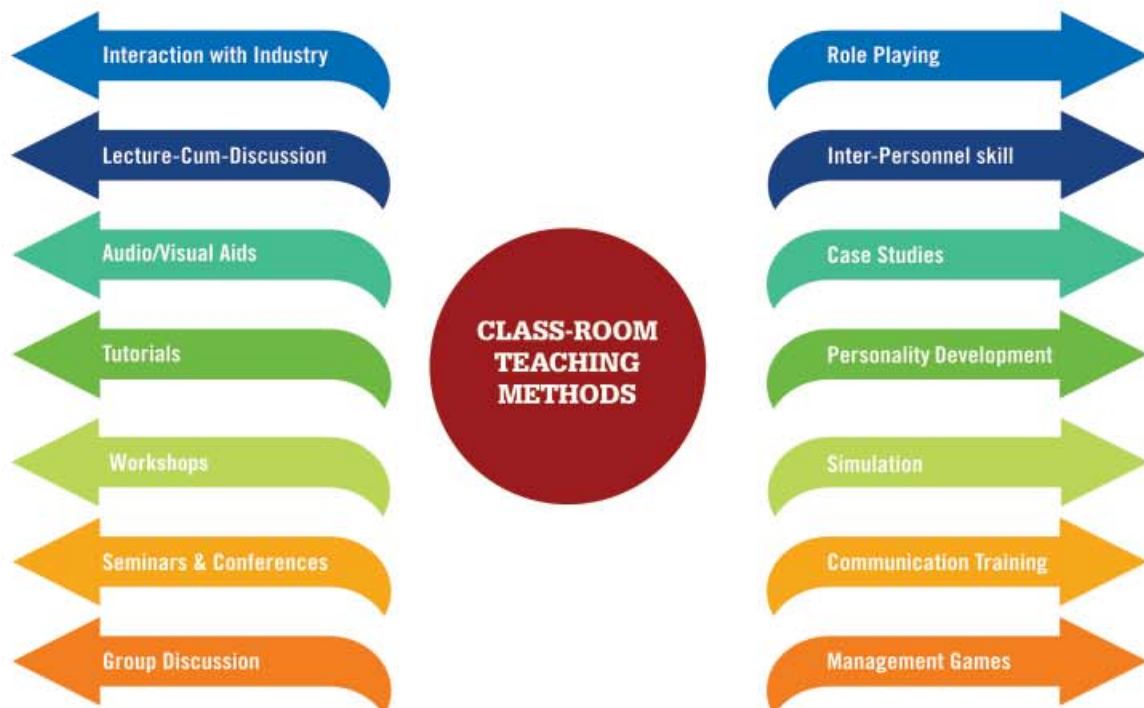 Interaction with Industry
Lecture-Cum-Discussion
Audio/Visual Aids
Tutorials
Workshops
Seminars & Conferences
Group Discussion
CLASS-ROOM
TEACHING
METHODS
Role Playing
Inter-Personnel skill
Case Studies
Personality Development
Simulation
Communication Training
Management Games